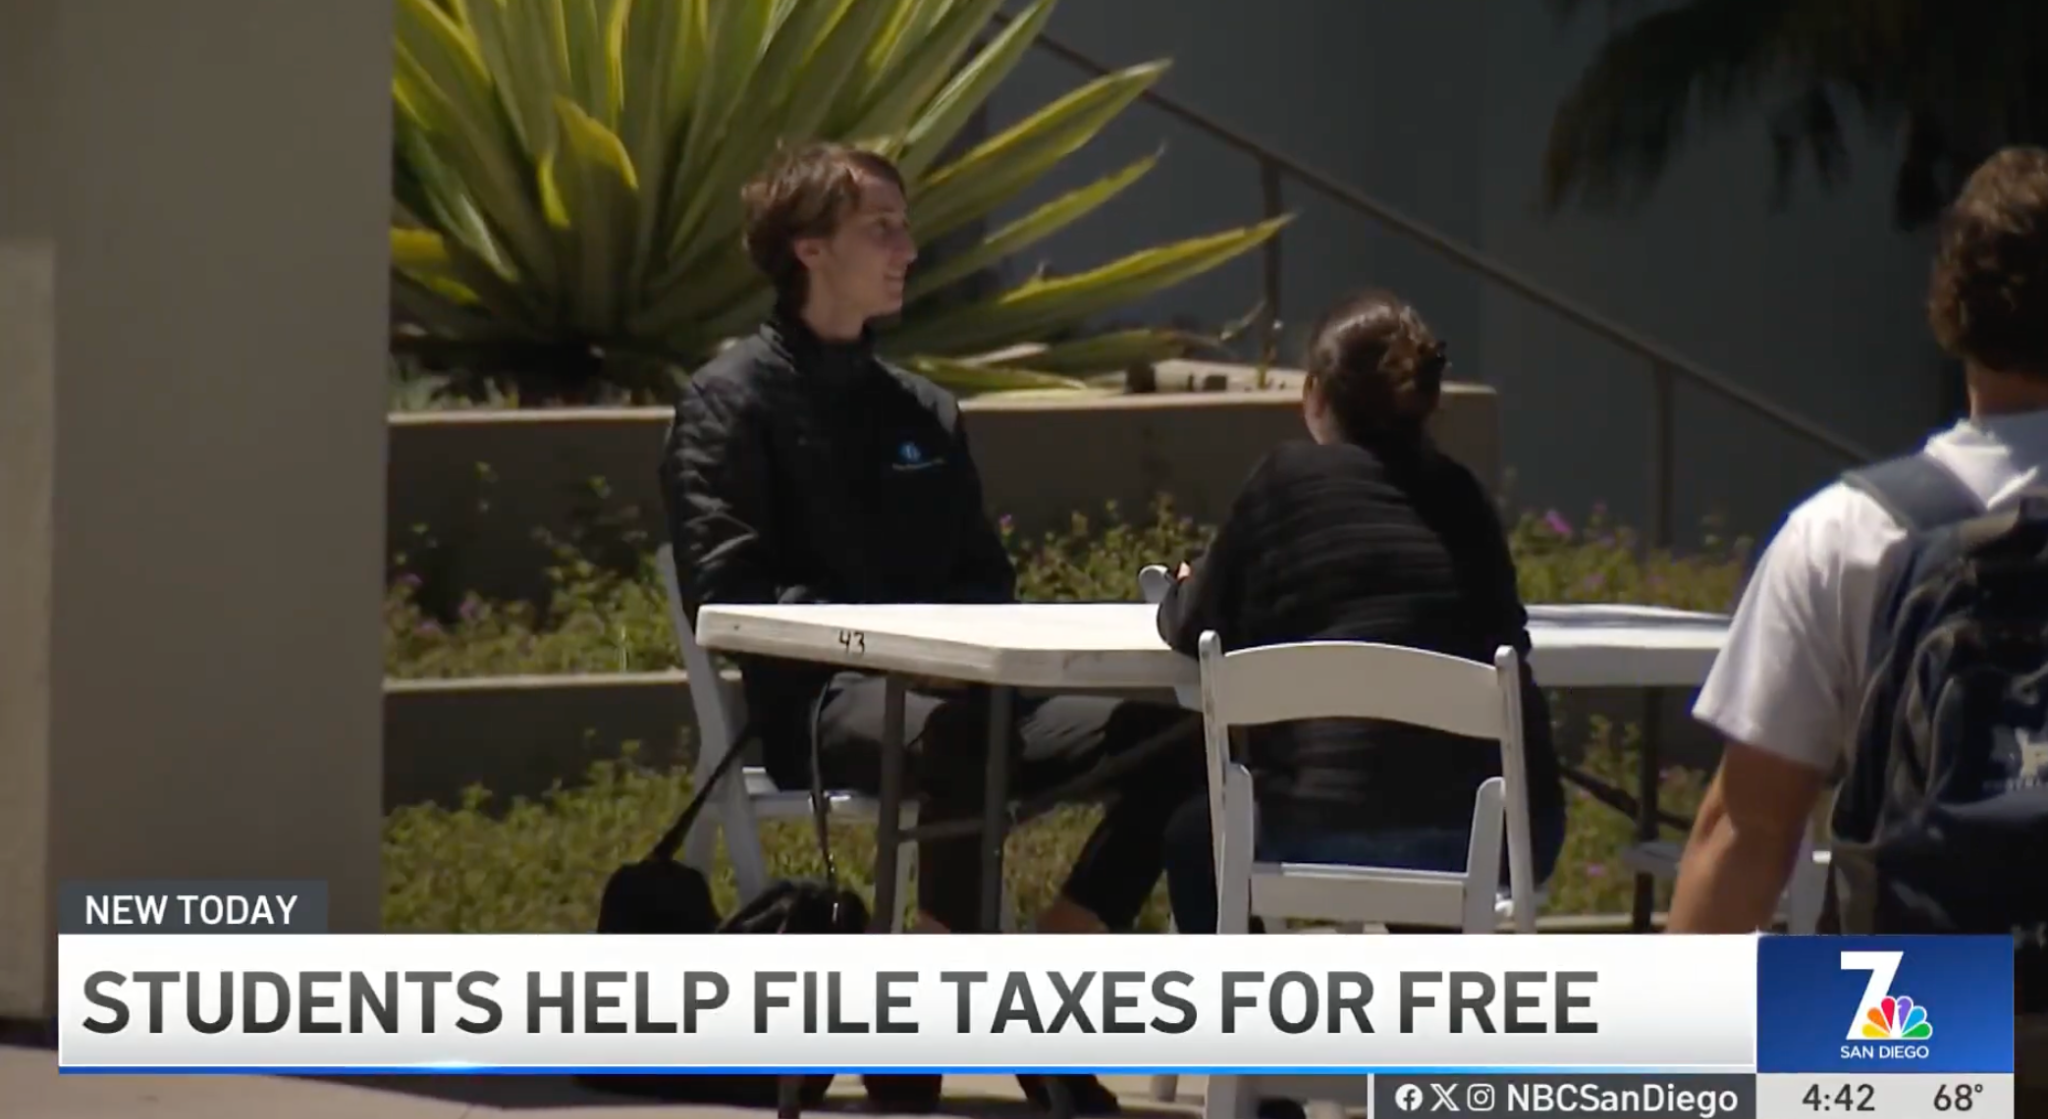 43
NEW TODAY
STUDENTS HELP FILE TAXES FOR FREE
7
SAN DIEGO
NBCSanDiego
4:42 68°